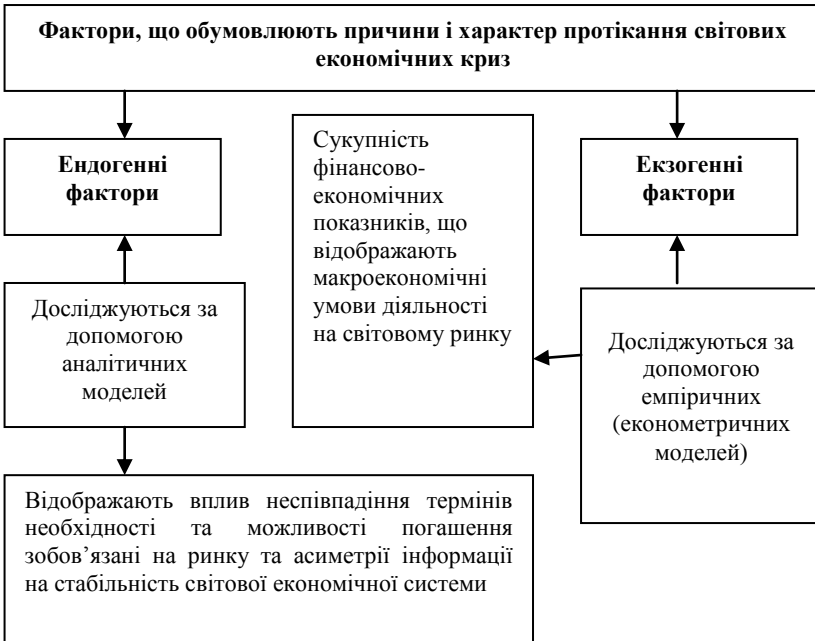 Фактори, що обумовлюють причини і характер протікання світових
економічних криз
Ендогенні
фактори
Сукупність
фінансово-
економічних
показників, що
відображають
макроекономічні
умови діяльності
на світовому ринку
Екзогенні
фактори
Досліджуються за
допомогою
аналітичних
моделей
Досліджуються за
допомогою
емпіричних
(економетричних
моделей)
Відображають вплив неспівпадіння термінів
необхідності та можливості погашення
зобов’язані на ринку та асиметрії інформації
на стабільність світової економічної системи